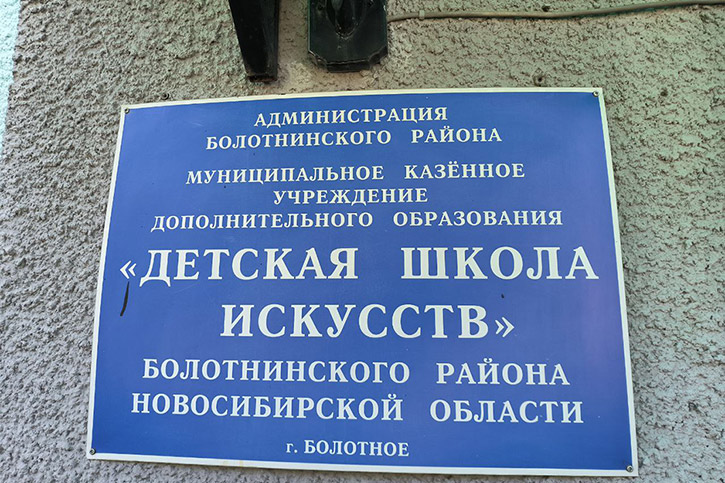 АДМИНИСТРАЦИЯ
БОЛОТНИНСКОГО РАЙОНА
МУНИЦИПАЛЬНОЕ КАЗЁННОЕ
УЧРЕЖДЕНИЕ
ДОПОЛНИТЕЛЬНОГО ОБРАЗОВАНИЯ
«ДЕТСКАЯ ШКОЛА
ИСКУССТВ»
БОЛОТНИНСКОГО РАЙОНА
НОВОСИБИРСКОЙ ОБЛАСТИ
г. БОЛОТНОЕ